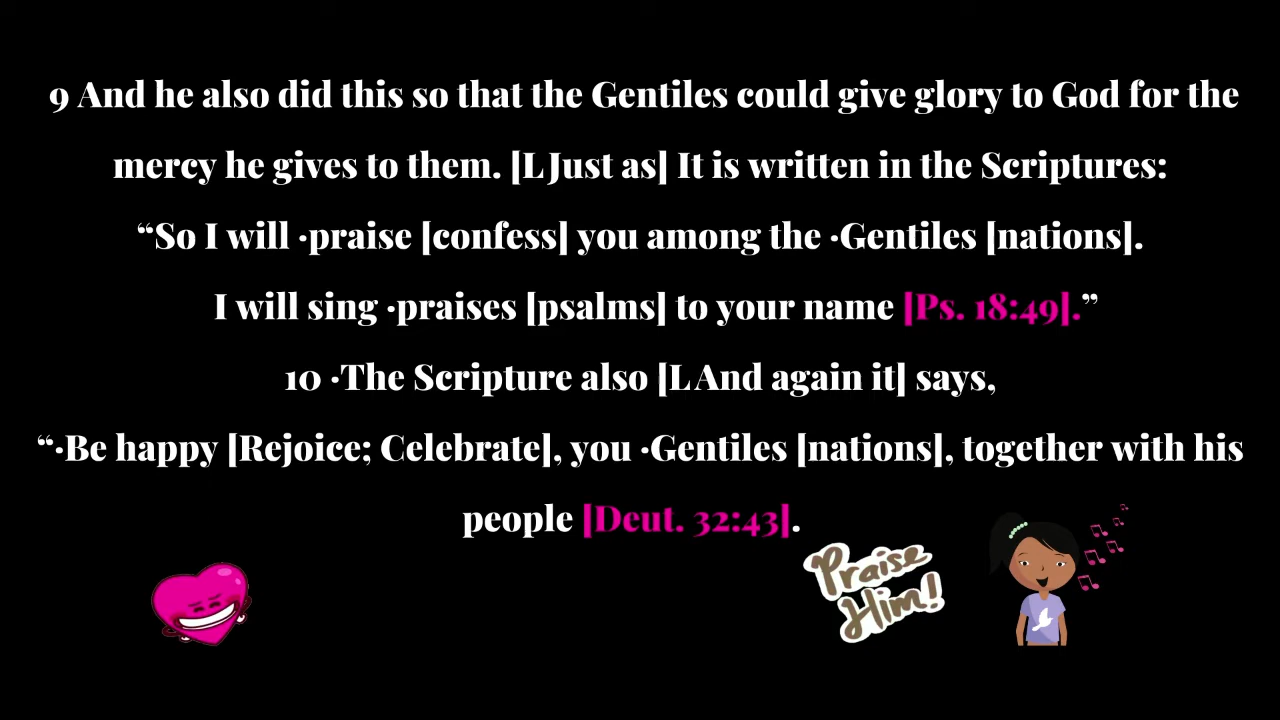 9 And he also did this so that the Gentiles could give glory to God for the
mercy he gives to them. [L Just as] It is written in the Scriptures:
“So I will ·praise [confess] you among the ·Gentiles [nations].
I will sing ·praises [psalms] to your name [Ps. 18:49].”
10 ·The Scripture also [L And again it] says,
“·Be happy [Rejoice; Celebrate], you ·Gentiles [nations], together with his
people [Deut. 32:43].
Praise
Him!